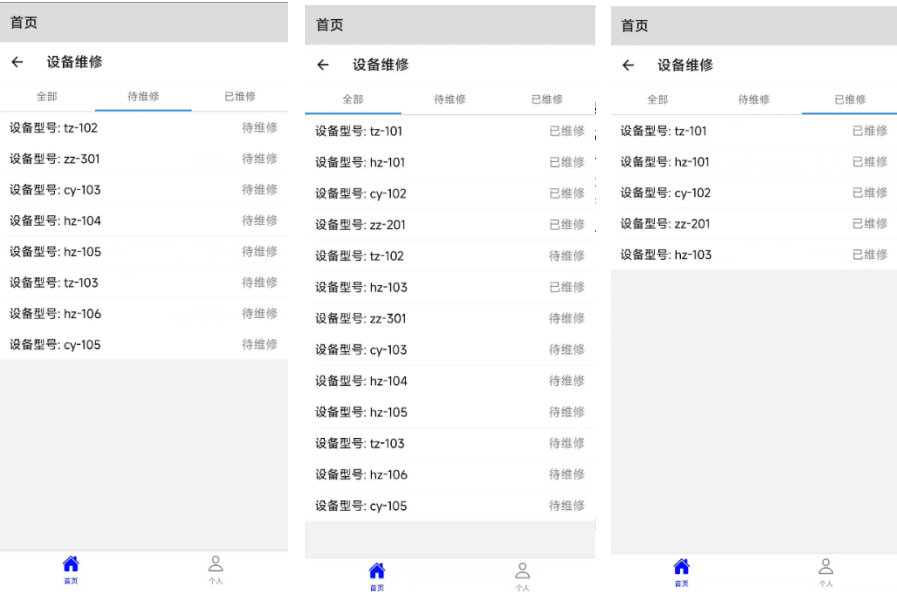 首页
← 设备维修
全部 待维修 已维修
设备型号: tz-102 待维修
设备型号: zz-301 待维修
设备型号: cy-103 待维修
设备型号: hz-104 待维修
设备型号: hz-105 待维修
设备型号: tz-103 待维修
设备型号: hz-106 待维修
设备型号: cy-105 待维修
首页 个人
首页
← 设备维修
全部 待维修 已维修
设备型号: tz-101 已维修
设备型号: hz-101 已维修
设备型号: cy-102 已维修
设备型号: zz-201 已维修
设备型号: tz-102 待维修
设备型号: hz-103 已维修
设备型号: zz-301 待维修
设备型号: cy-103 待维修
设备型号: hz-104 待维修
设备型号: hz-105 待维修
设备型号: tz-103 待维修
设备型号: hz-106 待维修
设备型号: cy-105 待维修
首页 个人
首页
← 设备维修
全部 待维修 已维修
设备型号: tz-101 已维修
设备型号: hz-101 已维修
设备型号: cy-102 已维修
设备型号: zz-201 已维修
设备型号: hz-103 已维修
首页 个人